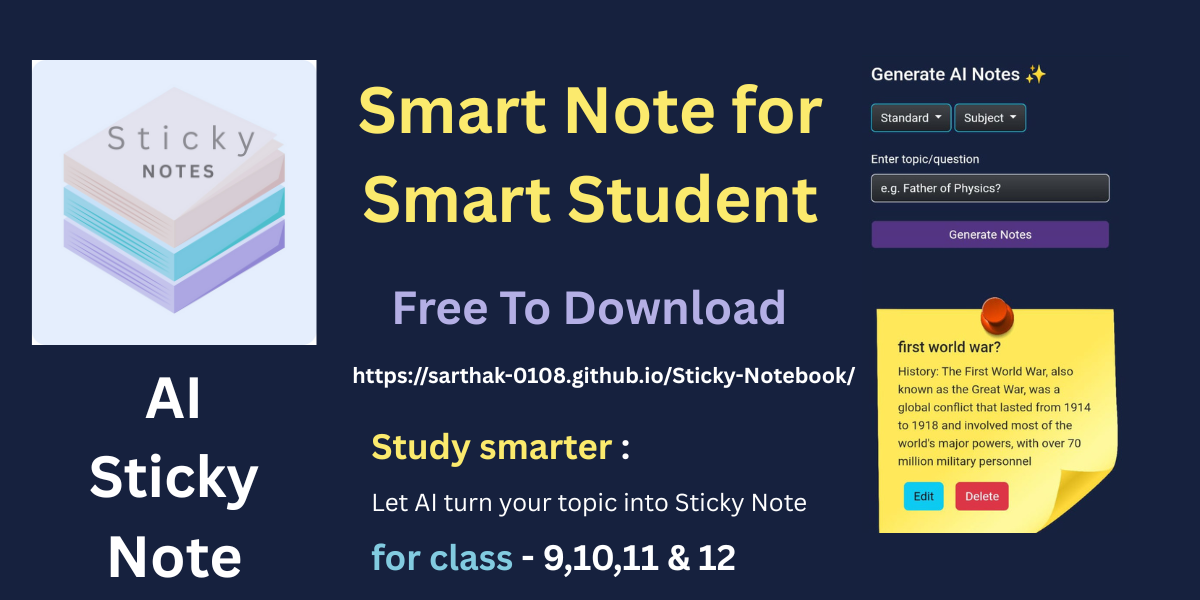 Sticky
NOTES
AI
Sticky
Note
Smart Note for
Smart Student
Free To Download
https://sarthak-0108.github.io/Sticky-Notebook/
Study smarter :
Let AI turn your topic into Sticky Note
for class - 9,10,11 & 12
Generate AI Notes ✨
Standard
Subject
Enter topic/question
e.g. Father of Physics?
Generate Notes
first world war?
History: The First World War, also
known as the Great War, was a
global conflict that lasted from 1914
to 1918 and involved most of the
world's major powers, with over 70
million military personnel
Edit
Delete